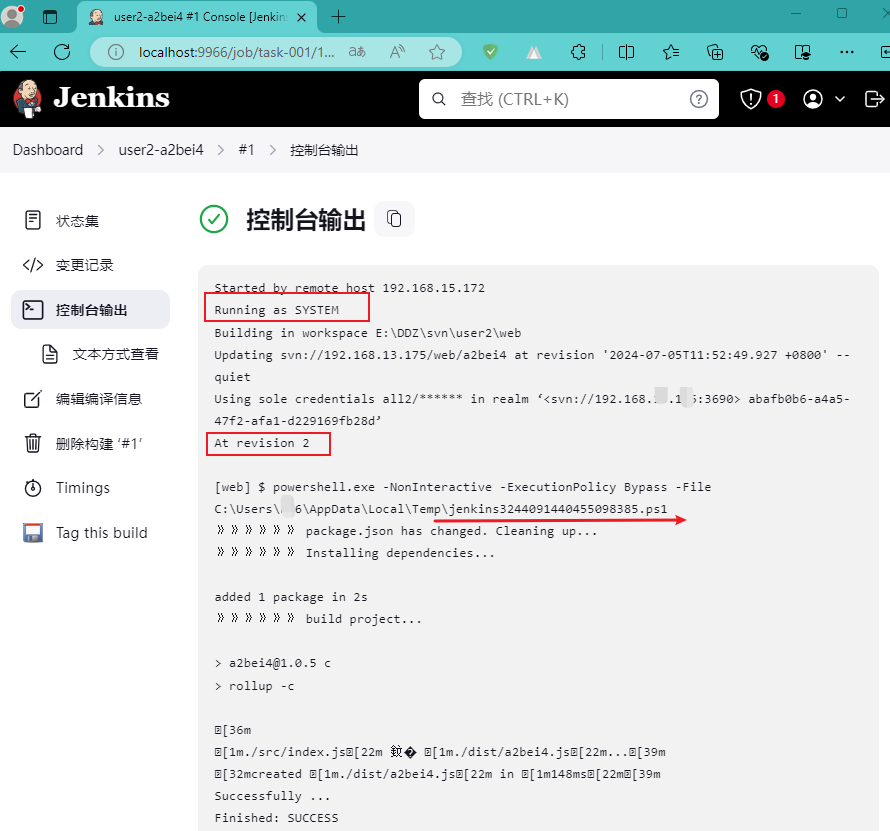 user2-a2bei4 #1 Console [Jenkins
localhost:9966/job/task-001/1...
aあ
Jenkins
查找 (CTRL+K)
1
Dashboard > user2-a2bei4 > #1 > 控制台输出
状态集
变更记录
控制台输出
文本方式查看
编辑编译信息
删除构建 ‘#1’
Timings
Tag this build
控制台输出
Started by remote host 192.168.15.172
Running as SYSTEM
Building in workspace E:\DDZ\svn\user2\web
Updating svn://192.168.13.175/web/a2bei4 at revision '2024-07-05T11:52:49.927 +0800' --
quiet
Using sole credentials all2/****** in realm ‘<svn://192.168. :3690> abafb0b6-a4a5-
47f2-afa1-d229169fb28d’
At revision 2
[web] $ powershell.exe -NonInteractive -ExecutionPolicy Bypass -File
C:\Users\ 6\AppData\Local\Temp\jenkins3244091440455098385.ps1
》》》》》》 package.json has changed. Cleaning up...
》》》》》》 Installing dependencies...
added 1 package in 2s
》》》》》》 build project...
> a2bei4@1.0.5 c
> rollup -c
[36m
[1m./src/index.js[22m � [1m./dist/a2bei4.js[22m...[39m
[32mcreated [1m./dist/a2bei4.js[22m in [1m148ms[22m[39m
Successfully ...
Finished: SUCCESS